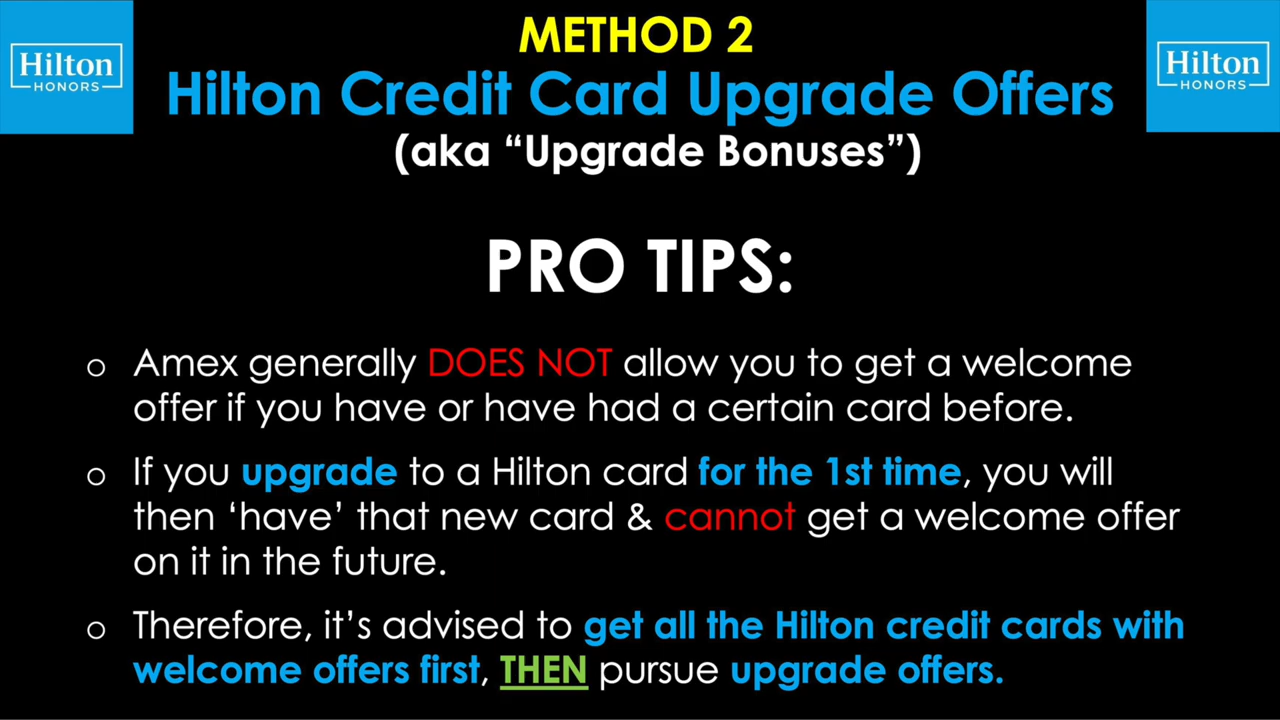 Hilton
HONORS
METHOD 2
Hilton Credit Card Upgrade Offers
(aka “Upgrade Bonuses”)
Hilton
HONORS
PRO TIPS:
o Amex generally DOES NOT allow you to get a welcome
offer if you have or have had a certain card before.
o If you upgrade to a Hilton card for the 1st time, you will
then ‘have’ that new card & cannot get a welcome offer
on it in the future.
o Therefore, it’s advised to get all the Hilton credit cards with
welcome offers first, THEN pursue upgrade offers.